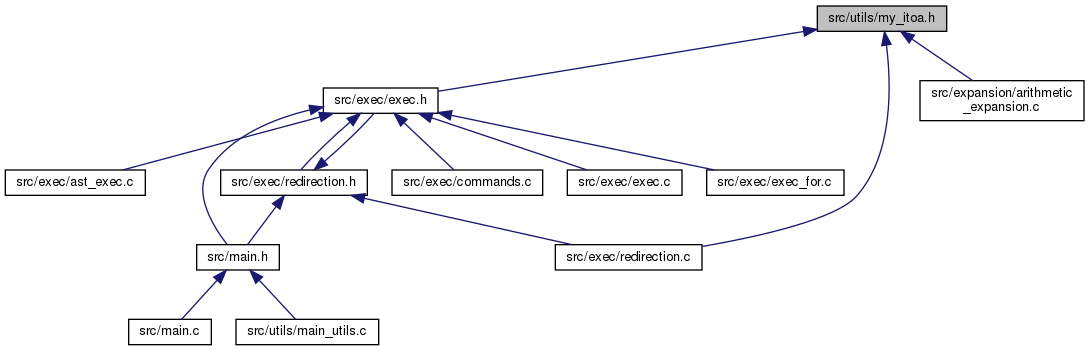 src/utils/my_itoa.h
src/expansion/arithmetic
_expansion.c
src/exec/exec.h
src/exec/ast_exec.c
src/exec/redirection.h
src/exec/commands.c
src/exec/exec.c
src/exec/exec_for.c
src/main.h
src/exec/redirection.c
src/main.c
src/utils/main_utils.c